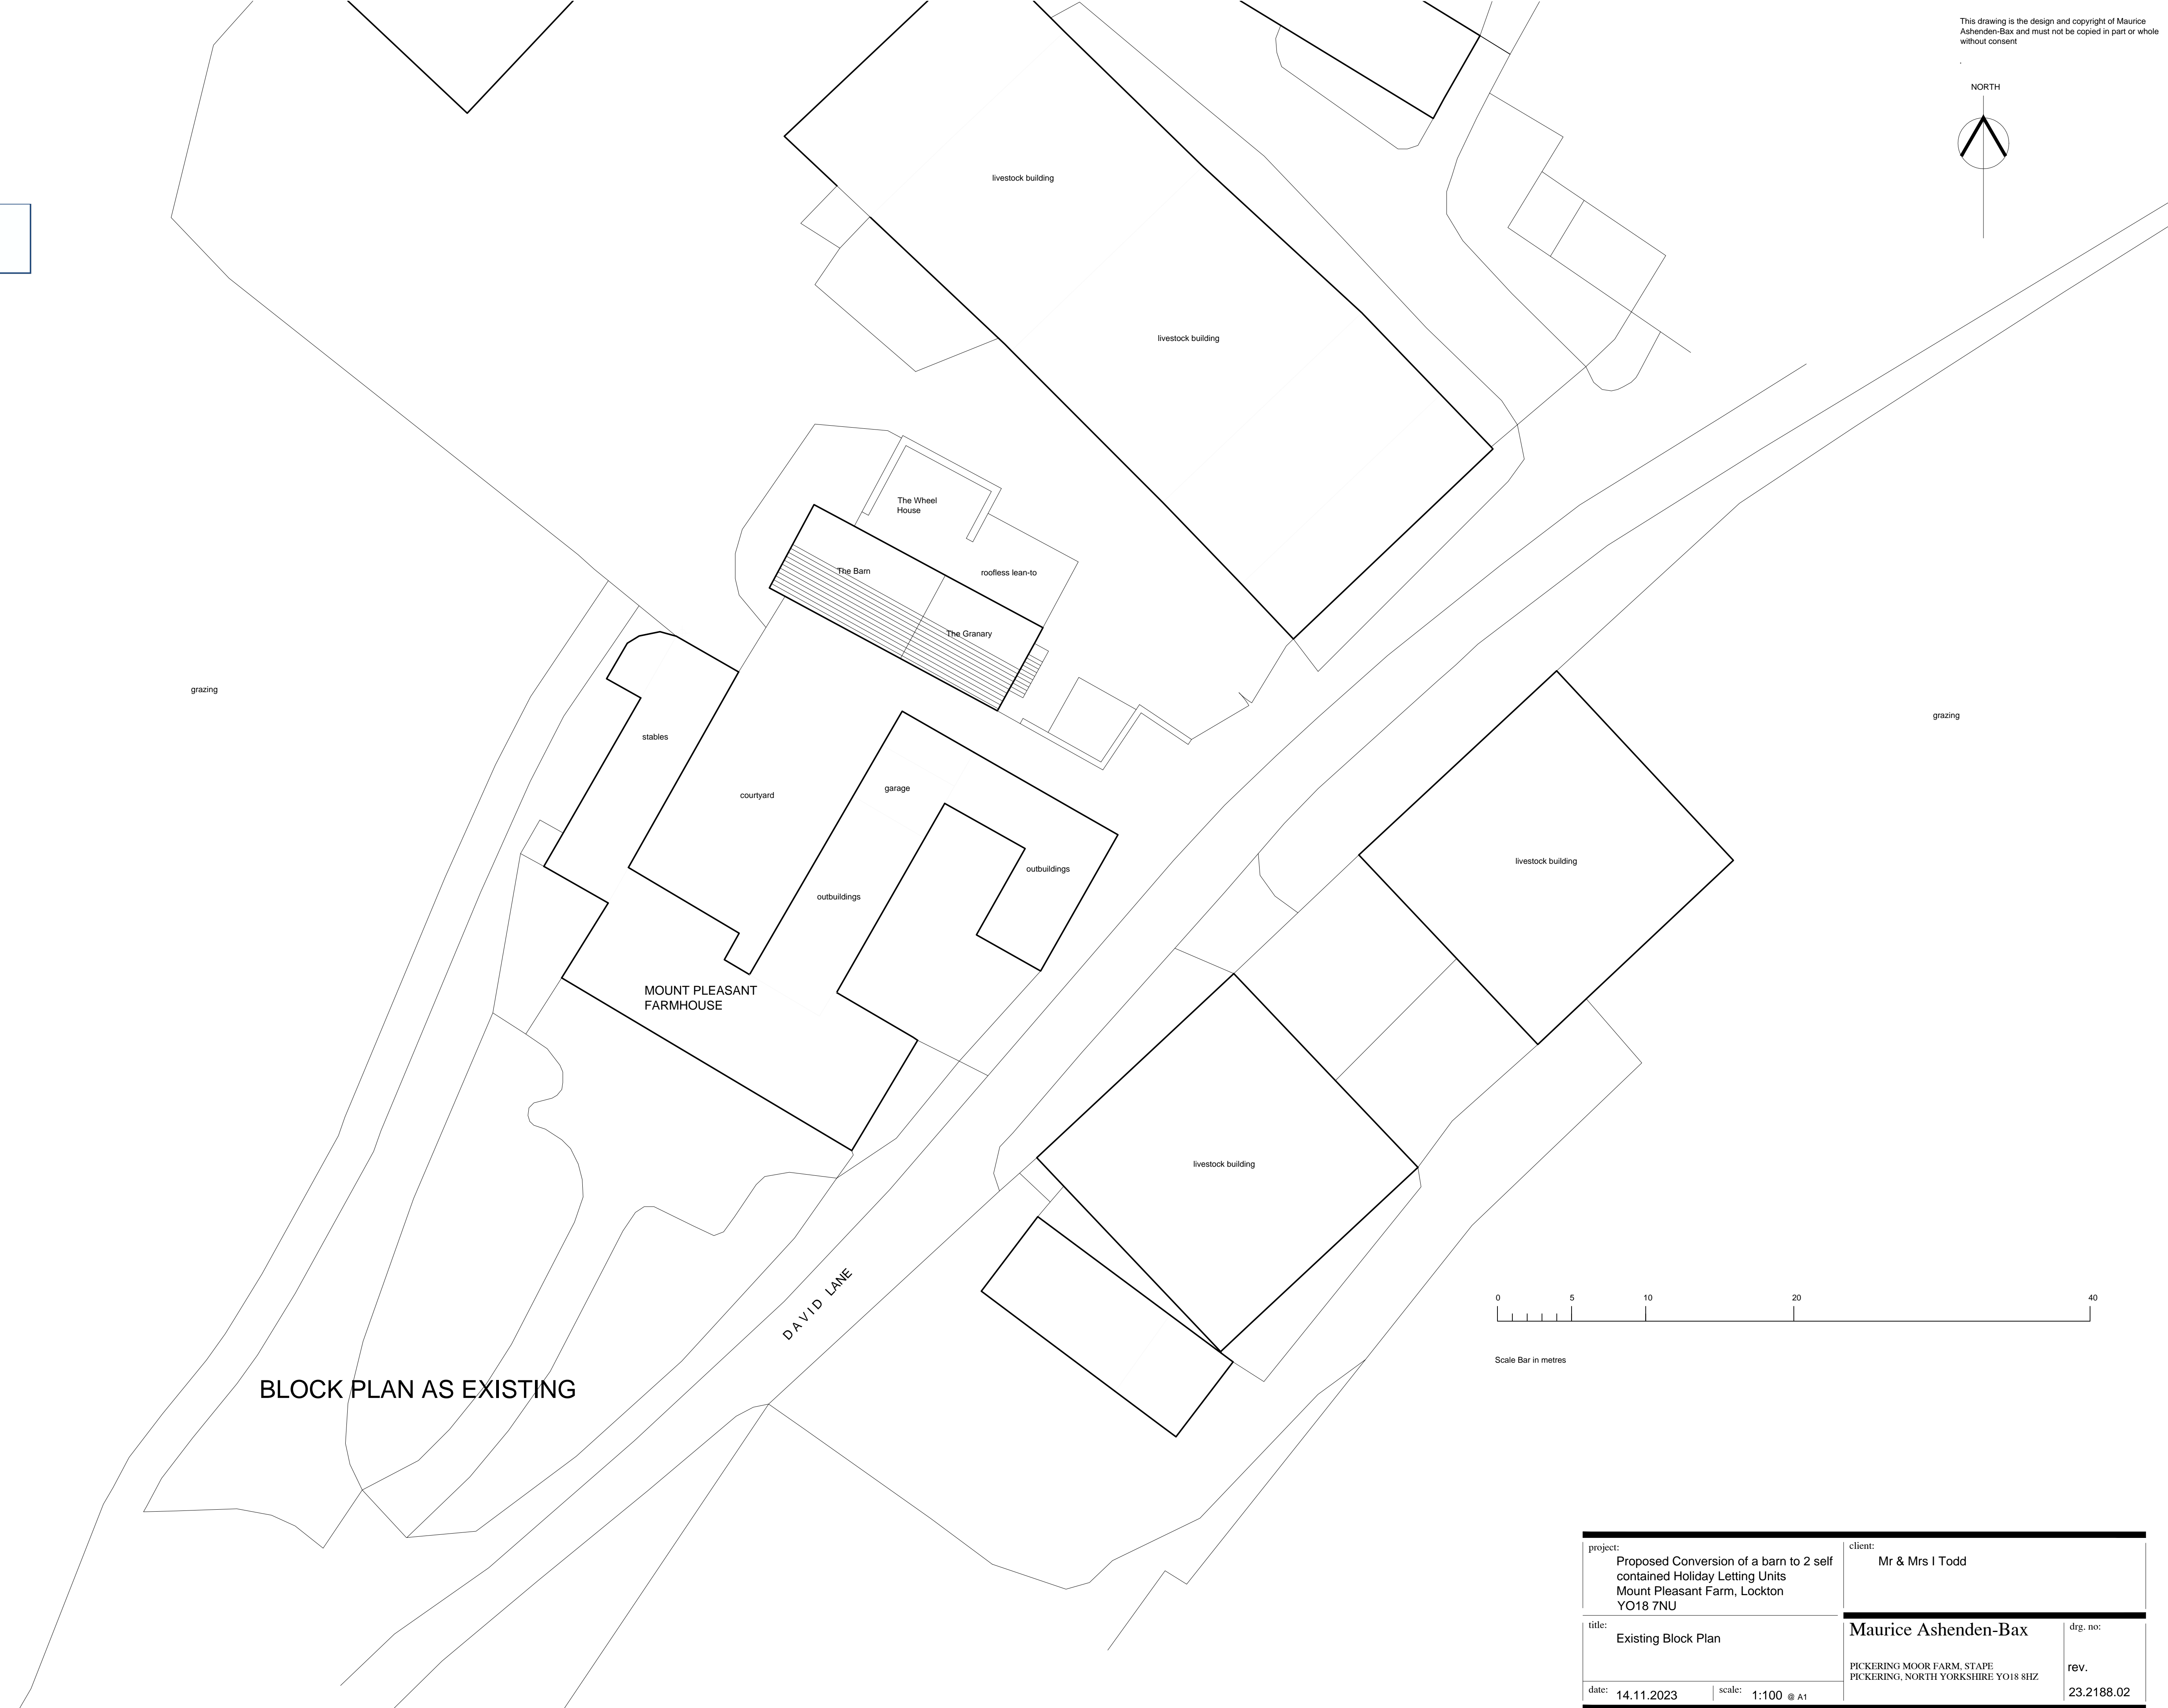 This drawing is the design and copyright of Maurice
Ashenden-Bax and must not be copied in part or whole
without consent
.
NORTH
livestock building
livestock building
The Wheel
House
The Barn
roofless lean-to
The Granary
grazing
stables
grazing
courtyard
garage
livestock building
outbuildings
outbuildings
MOUNT PLEASANT
FARMHOUSE
livestock building
DAVID LANE
0 5 10 20 40
Scale Bar in metres
BLOCK PLAN AS EXISTING
project:
Proposed Conversion of a barn to 2 self
contained Holiday Letting Units
Mount Pleasant Farm, Lockton
YO18 7NU
client:
Mr & Mrs I Todd
title:
Existing Block Plan
Maurice Ashenden-Bax
PICKERING MOOR FARM, STAPE
PICKERING, NORTH YORKSHIRE YO18 8HZ
drg. no:
rev.
23.2188.02
date: 14.11.2023
scale: 1:100 @ A1